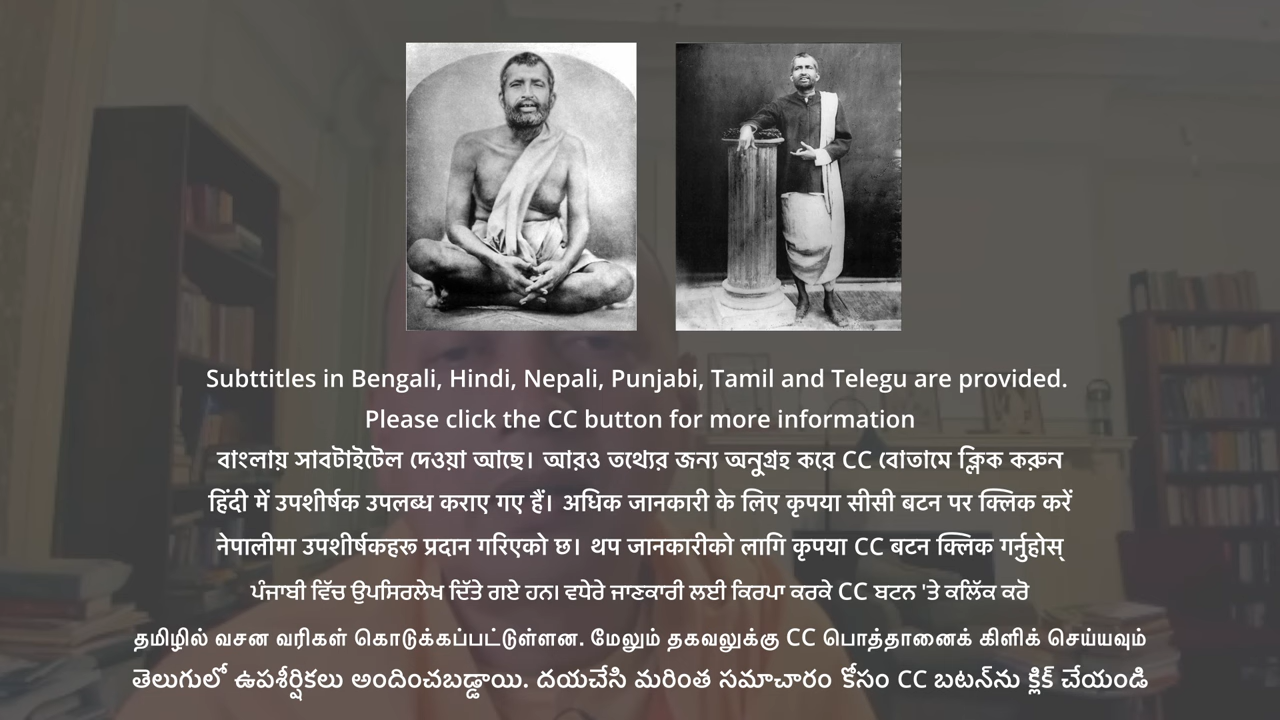 Subttitles in Bengali, Hindi, Nepali, Punjabi, Tamil and Telegu are provided.
Please click the CC button for more information
বাংলায় সাবটাইটেল দেওয়া আছে। আরও তথ্যের জন্য অনুগ্রহ করে CC বোতামে ক্লিক করুন
हिंदी में उपशीर्षक उपलब्ध कराए गए हैं। अधिक जानकारी के लिए कृपया सीसी बटन पर क्लिक करें
नेपालीमा उपशीर्षकहरू प्रदान गरिएको छ। थप जानकारीको लागि कृपया CC बटन क्लिक गर्नुहोस्
ਪੰਜਾਬੀ ਵਿੱਚ ਉਪਸਿਰਲੇਖ ਦਿੱਤੇ ਗਏ ਹਨ। ਵਧੇਰੇ ਜਾਣਕਾਰੀ ਲਈ ਕਿਰਪਾ ਕਰਕੇ CC ਬਟਨ 'ਤੇ ਕਲਿੱਕ ਕਰੋ
தமிழில் வசன வரிகள் கொடுக்கப்பட்டுள்ளன. மேலும் தகவலுக்கு CC பொத்தானைக் கிளிக் செய்யவும்
తెలుగులో ఉపశీర్షికలు అందించబడ్డాయి. దయచేసి మరింత సమాచారం కోసం CC బటన్‌ను క్లిక్ చేయండి